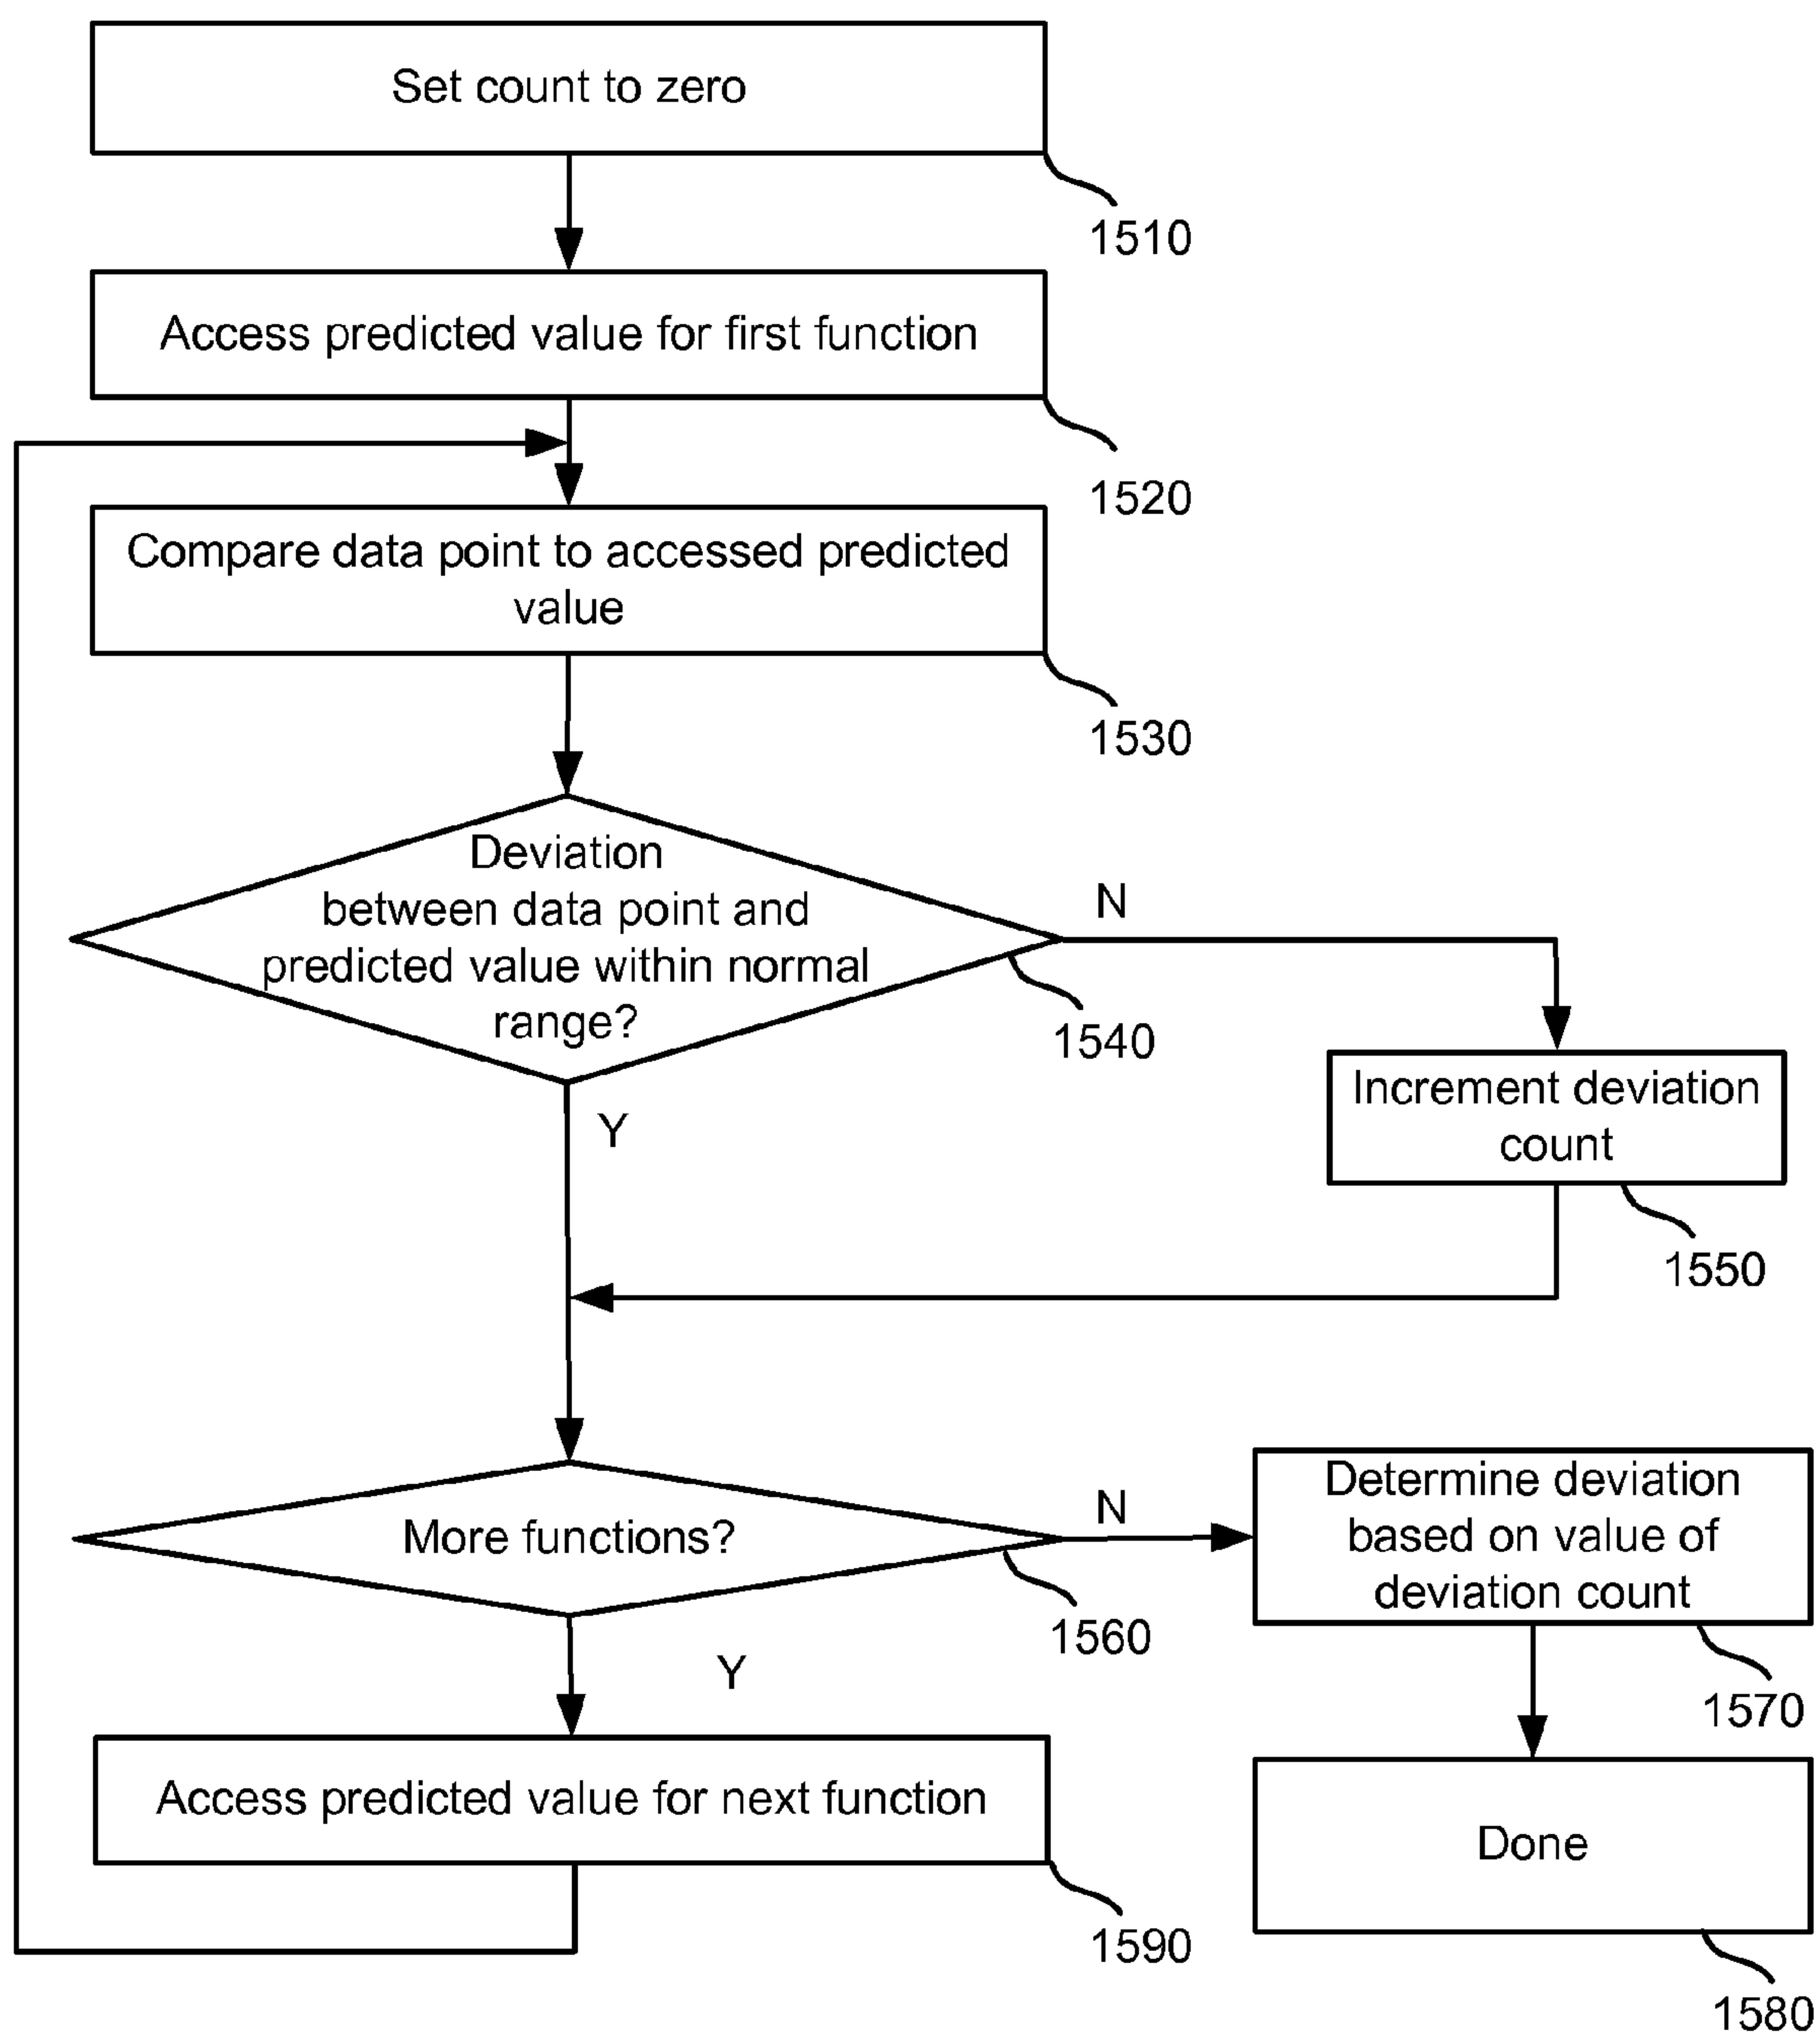 Set count to zero
1510
Access predicted value for first function
1520
Compare data point to accessed predicted
value
1530
Deviation
between data point and
predicted value within normal
range?
N
1540
Y
Increment deviation
count
1550
More functions?
N
1560
Y
Determine deviation
based on value of
deviation count
1570
Access predicted value for next function
1590
Done
1580